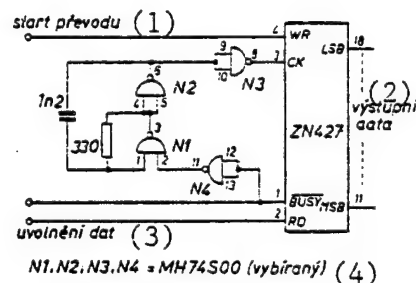 start převodu (1)
4 WR
LSB 18
9
10
8
3 CK
N3
6
N2
4 5
1n2
(2)
výstupní
data
ZN427
330
3
N1
1 2
11
12
13
N4
1 BUSY
MSB 11
2 RD
uvolnění dat
(3)
N1,N2,N3,N4 = MH74S00 (vybíraný) (4)